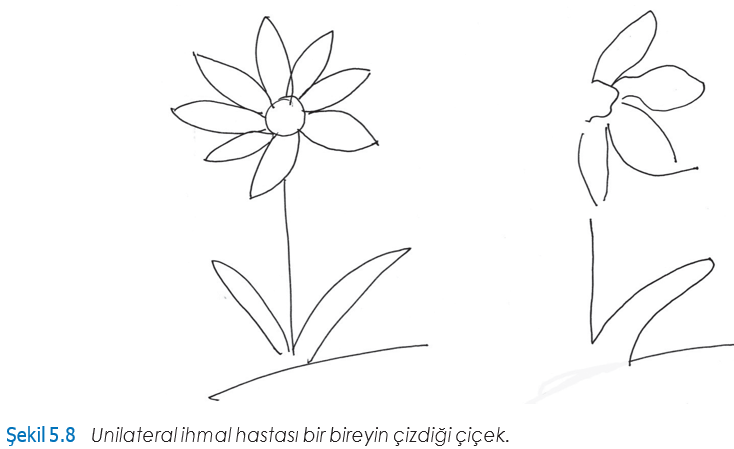 Şekil 5.8 Unilateral ihmal hastası bir bireyin çizdiği çiçek.